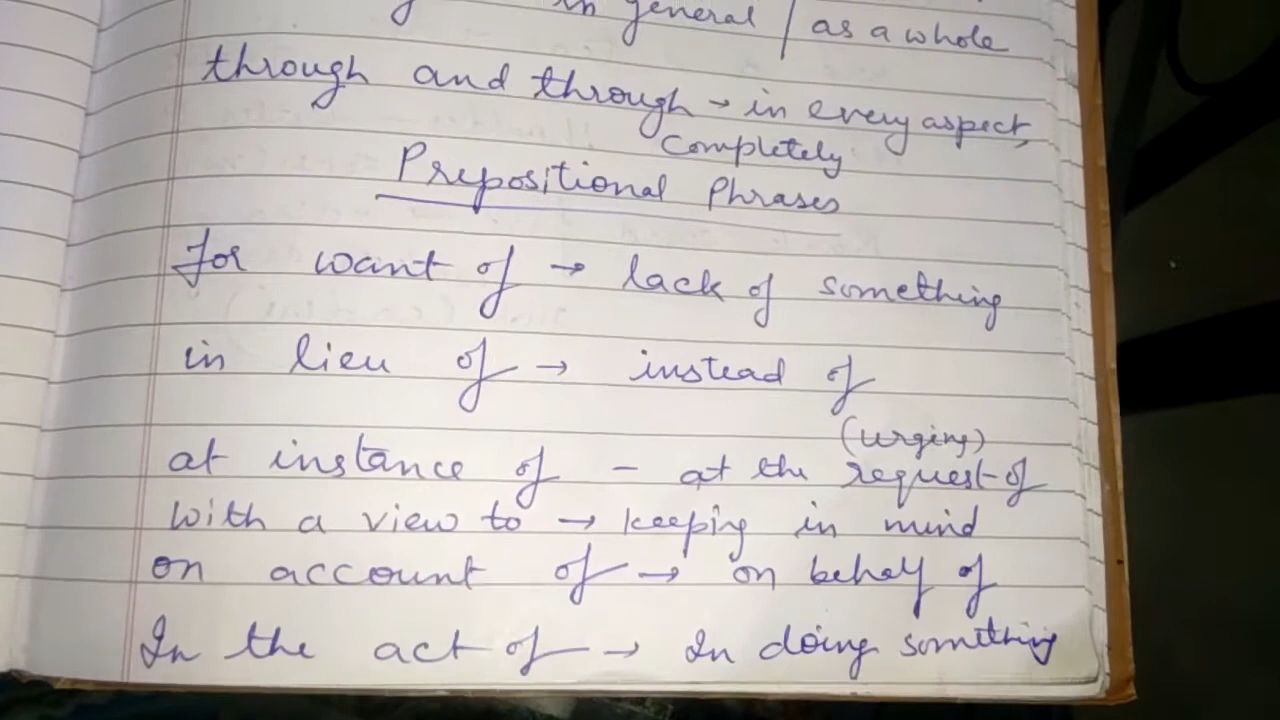 in general / as a whole
through and through → in every aspect,
completely
Prepositional Phrases
for want of → lack of something
in lieu of → instead of
(urging)
at instance of – at the request of
with a view to → keeping in mind
on account of → on behalf of
In the act of → In doing something